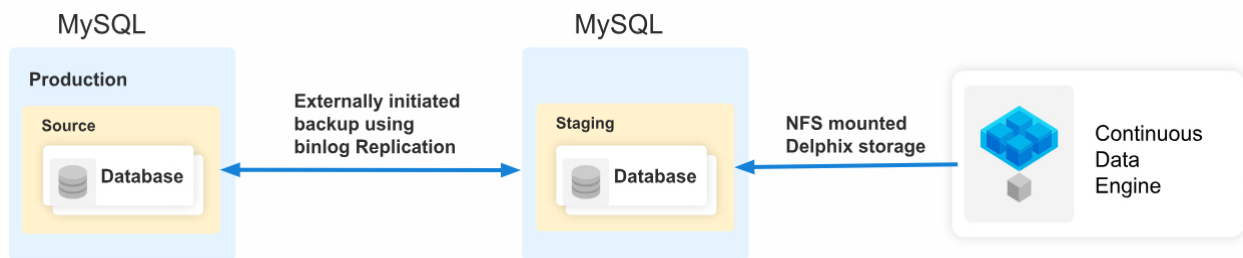 MySQL
Production
Source
Database
Externally initiated
backup using
binlog Replication
MySQL
Staging
Database
NFS mounted
Delphix storage
Continuous
Data
Engine